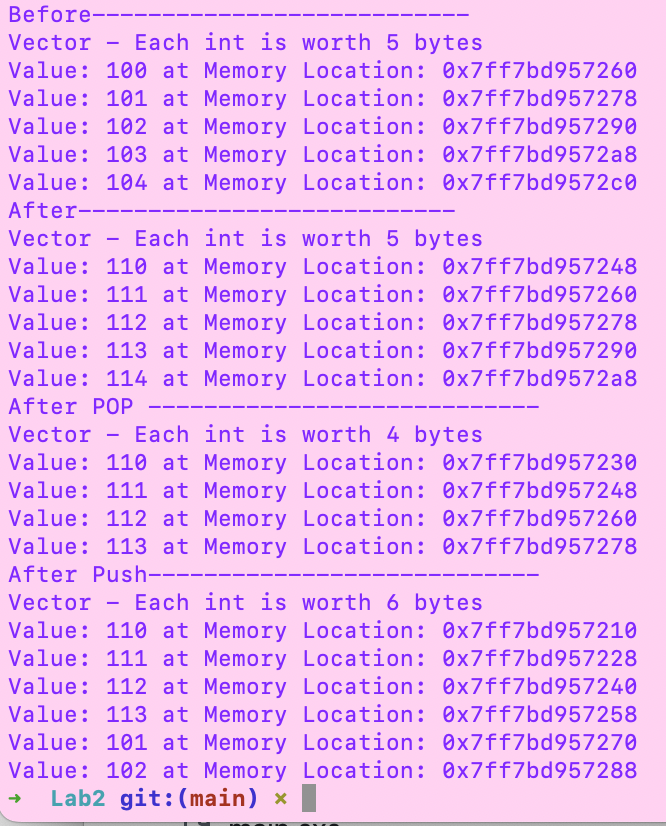 Before---------------------------
Vector - Each int is worth 5 bytes
Value: 100 at Memory Location: 0x7ff7bd957260
Value: 101 at Memory Location: 0x7ff7bd957278
Value: 102 at Memory Location: 0x7ff7bd957290
Value: 103 at Memory Location: 0x7ff7bd9572a8
Value: 104 at Memory Location: 0x7ff7bd9572c0
After---------------------------
Vector - Each int is worth 5 bytes
Value: 110 at Memory Location: 0x7ff7bd957248
Value: 111 at Memory Location: 0x7ff7bd957260
Value: 112 at Memory Location: 0x7ff7bd957278
Value: 113 at Memory Location: 0x7ff7bd957290
Value: 114 at Memory Location: 0x7ff7bd9572a8
After POP ----------------------------
Vector - Each int is worth 4 bytes
Value: 110 at Memory Location: 0x7ff7bd957230
Value: 111 at Memory Location: 0x7ff7bd957248
Value: 112 at Memory Location: 0x7ff7bd957260
Value: 113 at Memory Location: 0x7ff7bd957278
After Push----------------------------
Vector - Each int is worth 6 bytes
Value: 110 at Memory Location: 0x7ff7bd957210
Value: 111 at Memory Location: 0x7ff7bd957228
Value: 112 at Memory Location: 0x7ff7bd957240
Value: 113 at Memory Location: 0x7ff7bd957258
Value: 101 at Memory Location: 0x7ff7bd957270
Value: 102 at Memory Location: 0x7ff7bd957288
➜ Lab2 git:(main) ×